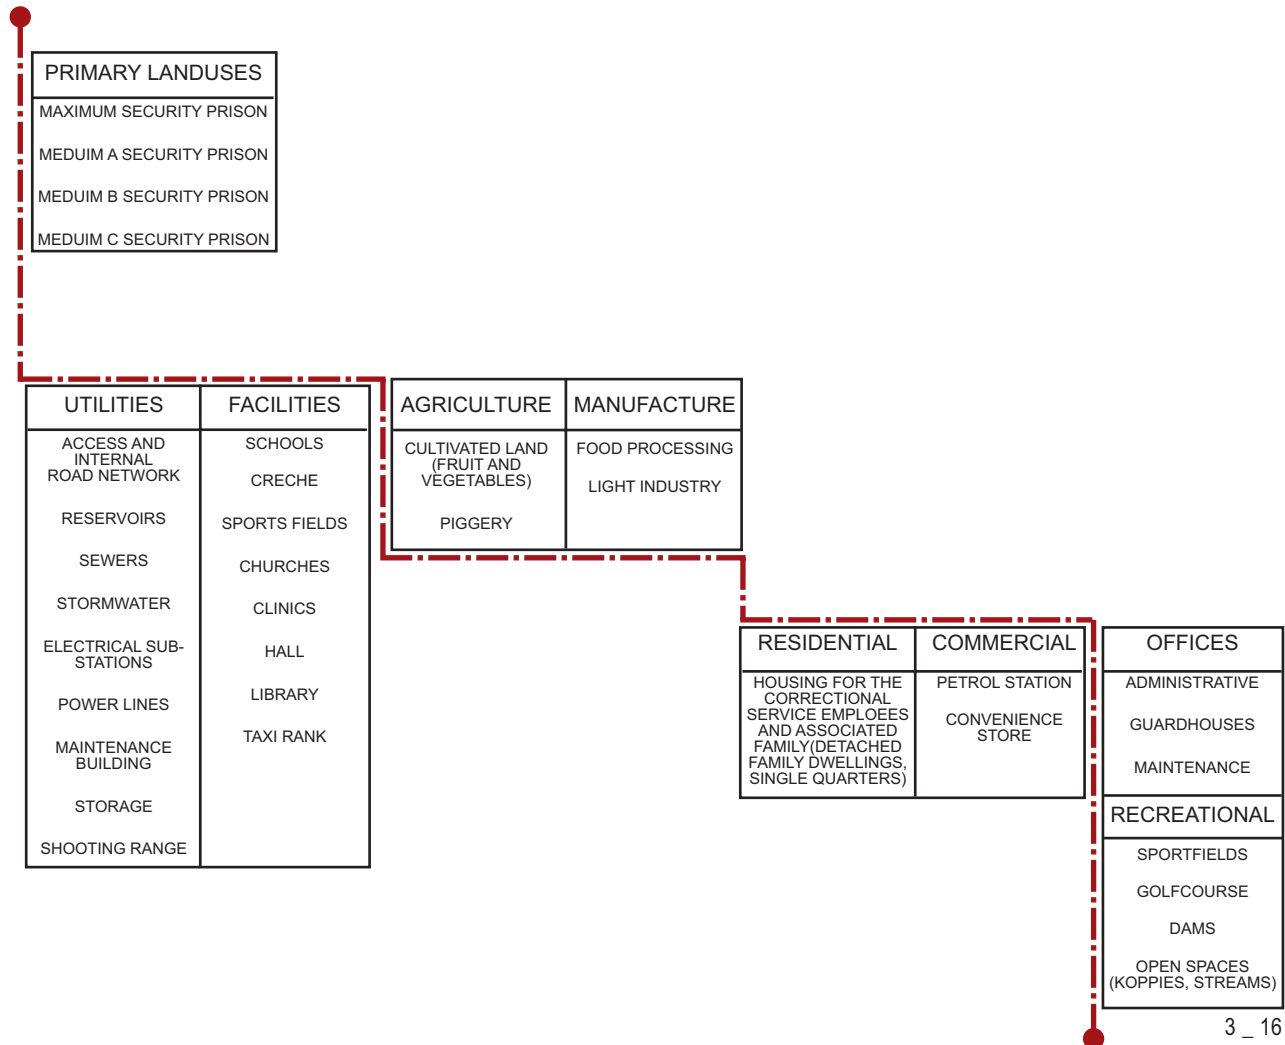 PRIMARY LANDUSES
MAXIMUM SECURITY PRISON
MEDUIM A SECURITY PRISON
MEDUIM B SECURITY PRISON
MEDUIM C SECURITY PRISON
UTILITIES
ACCESS AND
INTERNAL
ROAD NETWORK
RESERVOIRS
SEWERS
STORMWATER
ELECTRICAL SUB-
STATIONS
POWER LINES
MAINTENANCE
BUILDING
STORAGE
SHOOTING RANGE
FACILITIES
SCHOOLS
CRECHE
SPORTS FIELDS
CHURCHES
CLINICS
HALL
LIBRARY
TAXI RANK
AGRICULTURE
CULTIVATED LAND
(FRUIT AND
VEGETABLES)
PIGGERY
MANUFACTURE
FOOD PROCESSING
LIGHT INDUSTRY
RESIDENTIAL
HOUSING FOR THE
CORRECTIONAL
SERVICE EMPLOEES
AND ASSOCIATED
FAMILY(DETACHED
FAMILY DWELLINGS,
SINGLE QUARTERS)
COMMERCIAL
PETROL STATION
CONVENIENCE
STORE
OFFICES
ADMINISTRATIVE
GUARDHOUSES
MAINTENANCE
RECREATIONAL
SPORTFIELDS
GOLFCOURSE
DAMS
OPEN SPACES
(KOPPIES, STREAMS)
3 _ 16